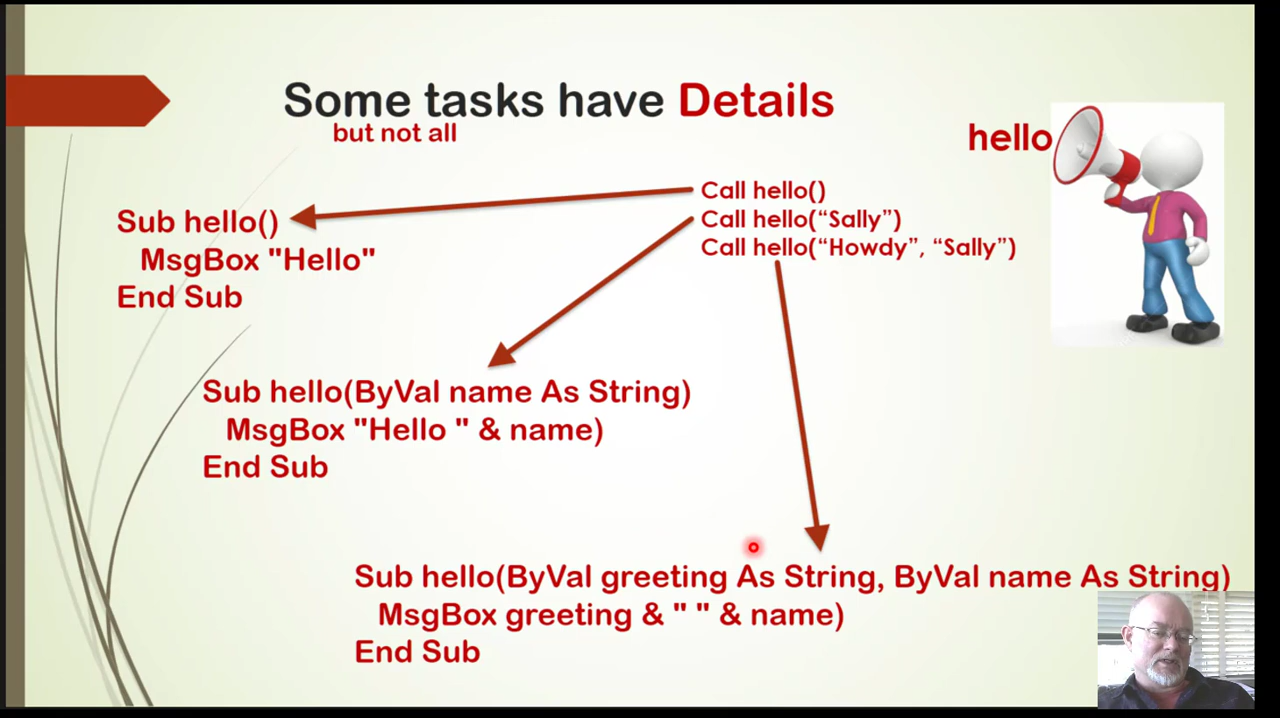 Some tasks have Details
but not all
hello
Call hello()
Call hello(“Sally”)
Call hello(“Howdy”, “Sally”)
Sub hello()
MsgBox "Hello"
End Sub
Sub hello(ByVal name As String)
MsgBox "Hello " & name)
End Sub
Sub hello(ByVal greeting As String, ByVal name As String)
MsgBox greeting & " " & name)
End Sub